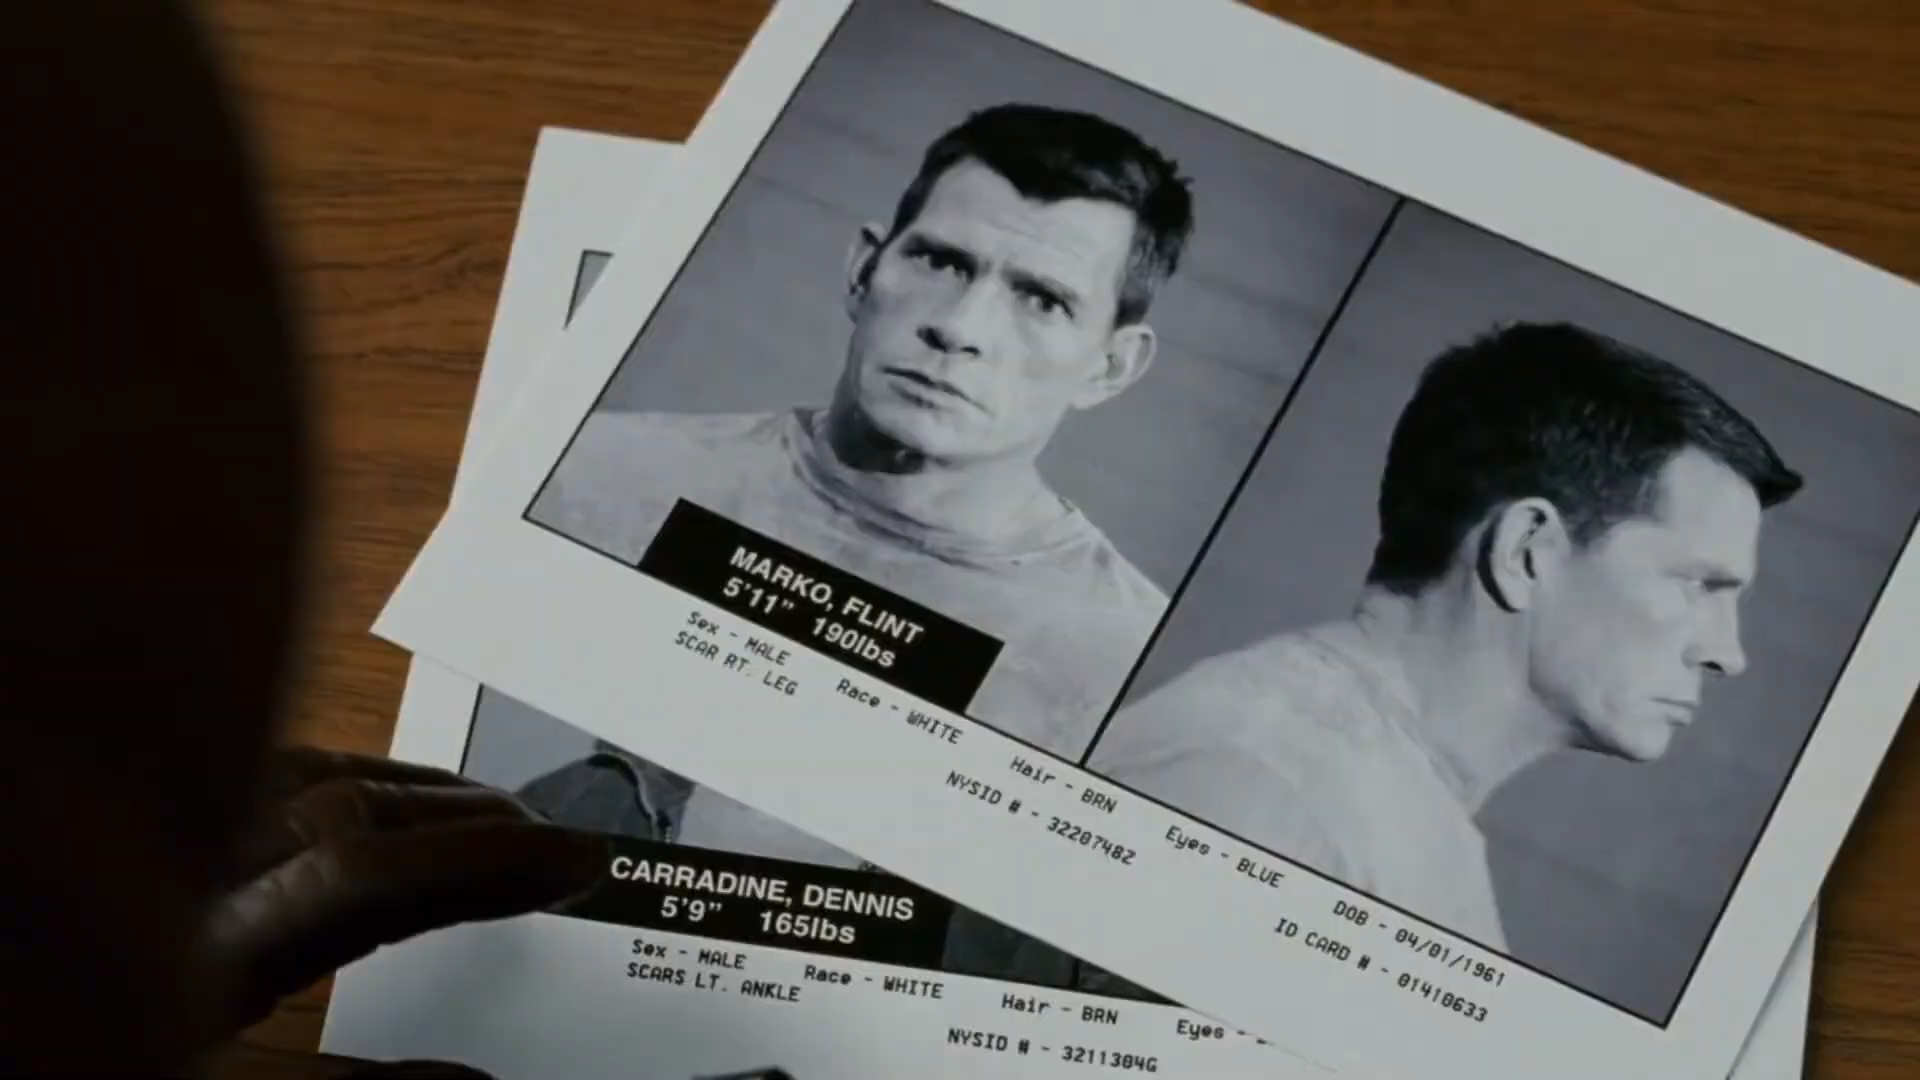 MARKO, FLINT
5'11" 190lbs
Sex - MALE Race - WHITE Hair - BRN Eyes - BLUE DOB - 04/01/1961
SCAR RT. LEG NYSID # - 3220748Z ID CARD # - 01410633
CARRADINE, DENNIS
5'9" 165lbs
Sex - MALE Race - WHITE Hair - BRN Eyes -
SCARS LT. ANKLE NYSID # - 3211304G